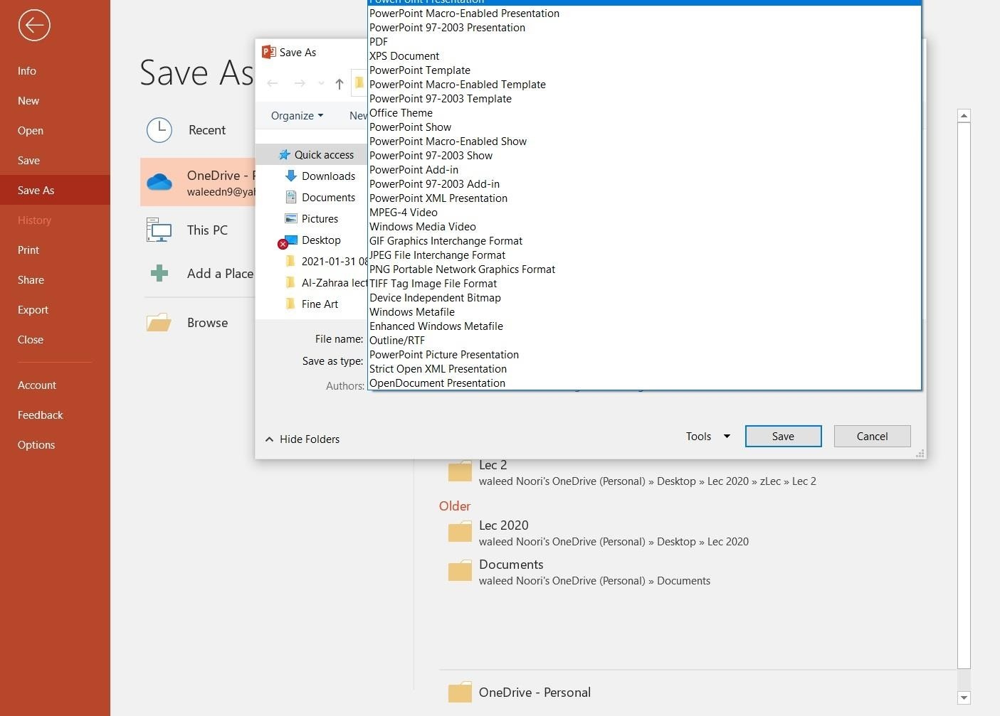 PowerPoint Presentation
PowerPoint Macro-Enabled Presentation
PowerPoint 97-2003 Presentation
PDF
XPS Document
PowerPoint Template
PowerPoint Macro-Enabled Template
PowerPoint 97-2003 Template
Office Theme
PowerPoint Show
PowerPoint Macro-Enabled Show
PowerPoint 97-2003 Show
PowerPoint Add-in
PowerPoint 97-2003 Add-in
PowerPoint XML Presentation
MPEG-4 Video
Windows Media Video
GIF Graphics Interchange Format
JPEG File Interchange Format
PNG Portable Network Graphics Format
TIFF Tag Image File Format
Device Independent Bitmap
Windows Metafile
Enhanced Windows Metafile
Outline/RTF
PowerPoint Picture Presentation
Strict Open XML Presentation
OpenDocument Presentation
Save As
Organize
New
Quick access
Downloads
Documents
Pictures
Desktop
2021-01-31 08
Al-Zahraa lect
Fine Art
File name:
Save as type:
Authors:
Hide Folders
Tools
Save
Cancel
Info
New
Open
Save
Save As
History
Print
Share
Export
Close
Account
Feedback
Options
Save As
Recent
OneDrive - P
waleedn9@yah
This PC
Add a Place
Browse
Lec 2
waleed Noori's OneDrive (Personal) » Desktop » Lec 2020 » zLec » Lec 2
Older
Lec 2020
waleed Noori's OneDrive (Personal) » Desktop » Lec 2020
Documents
waleed Noori's OneDrive (Personal) » Documents
OneDrive - Personal